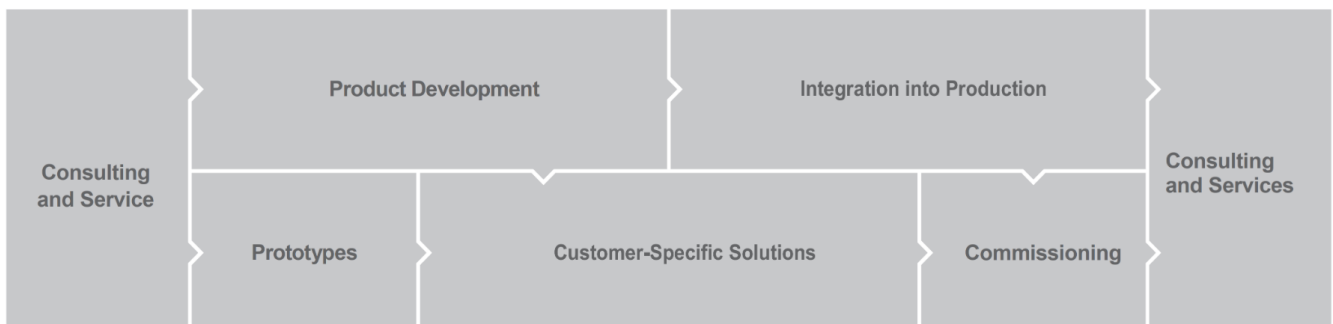 Consulting
and Service
Product Development
Integration into Production
Prototypes
Customer-Specific Solutions
Commissioning
Consulting
and Services